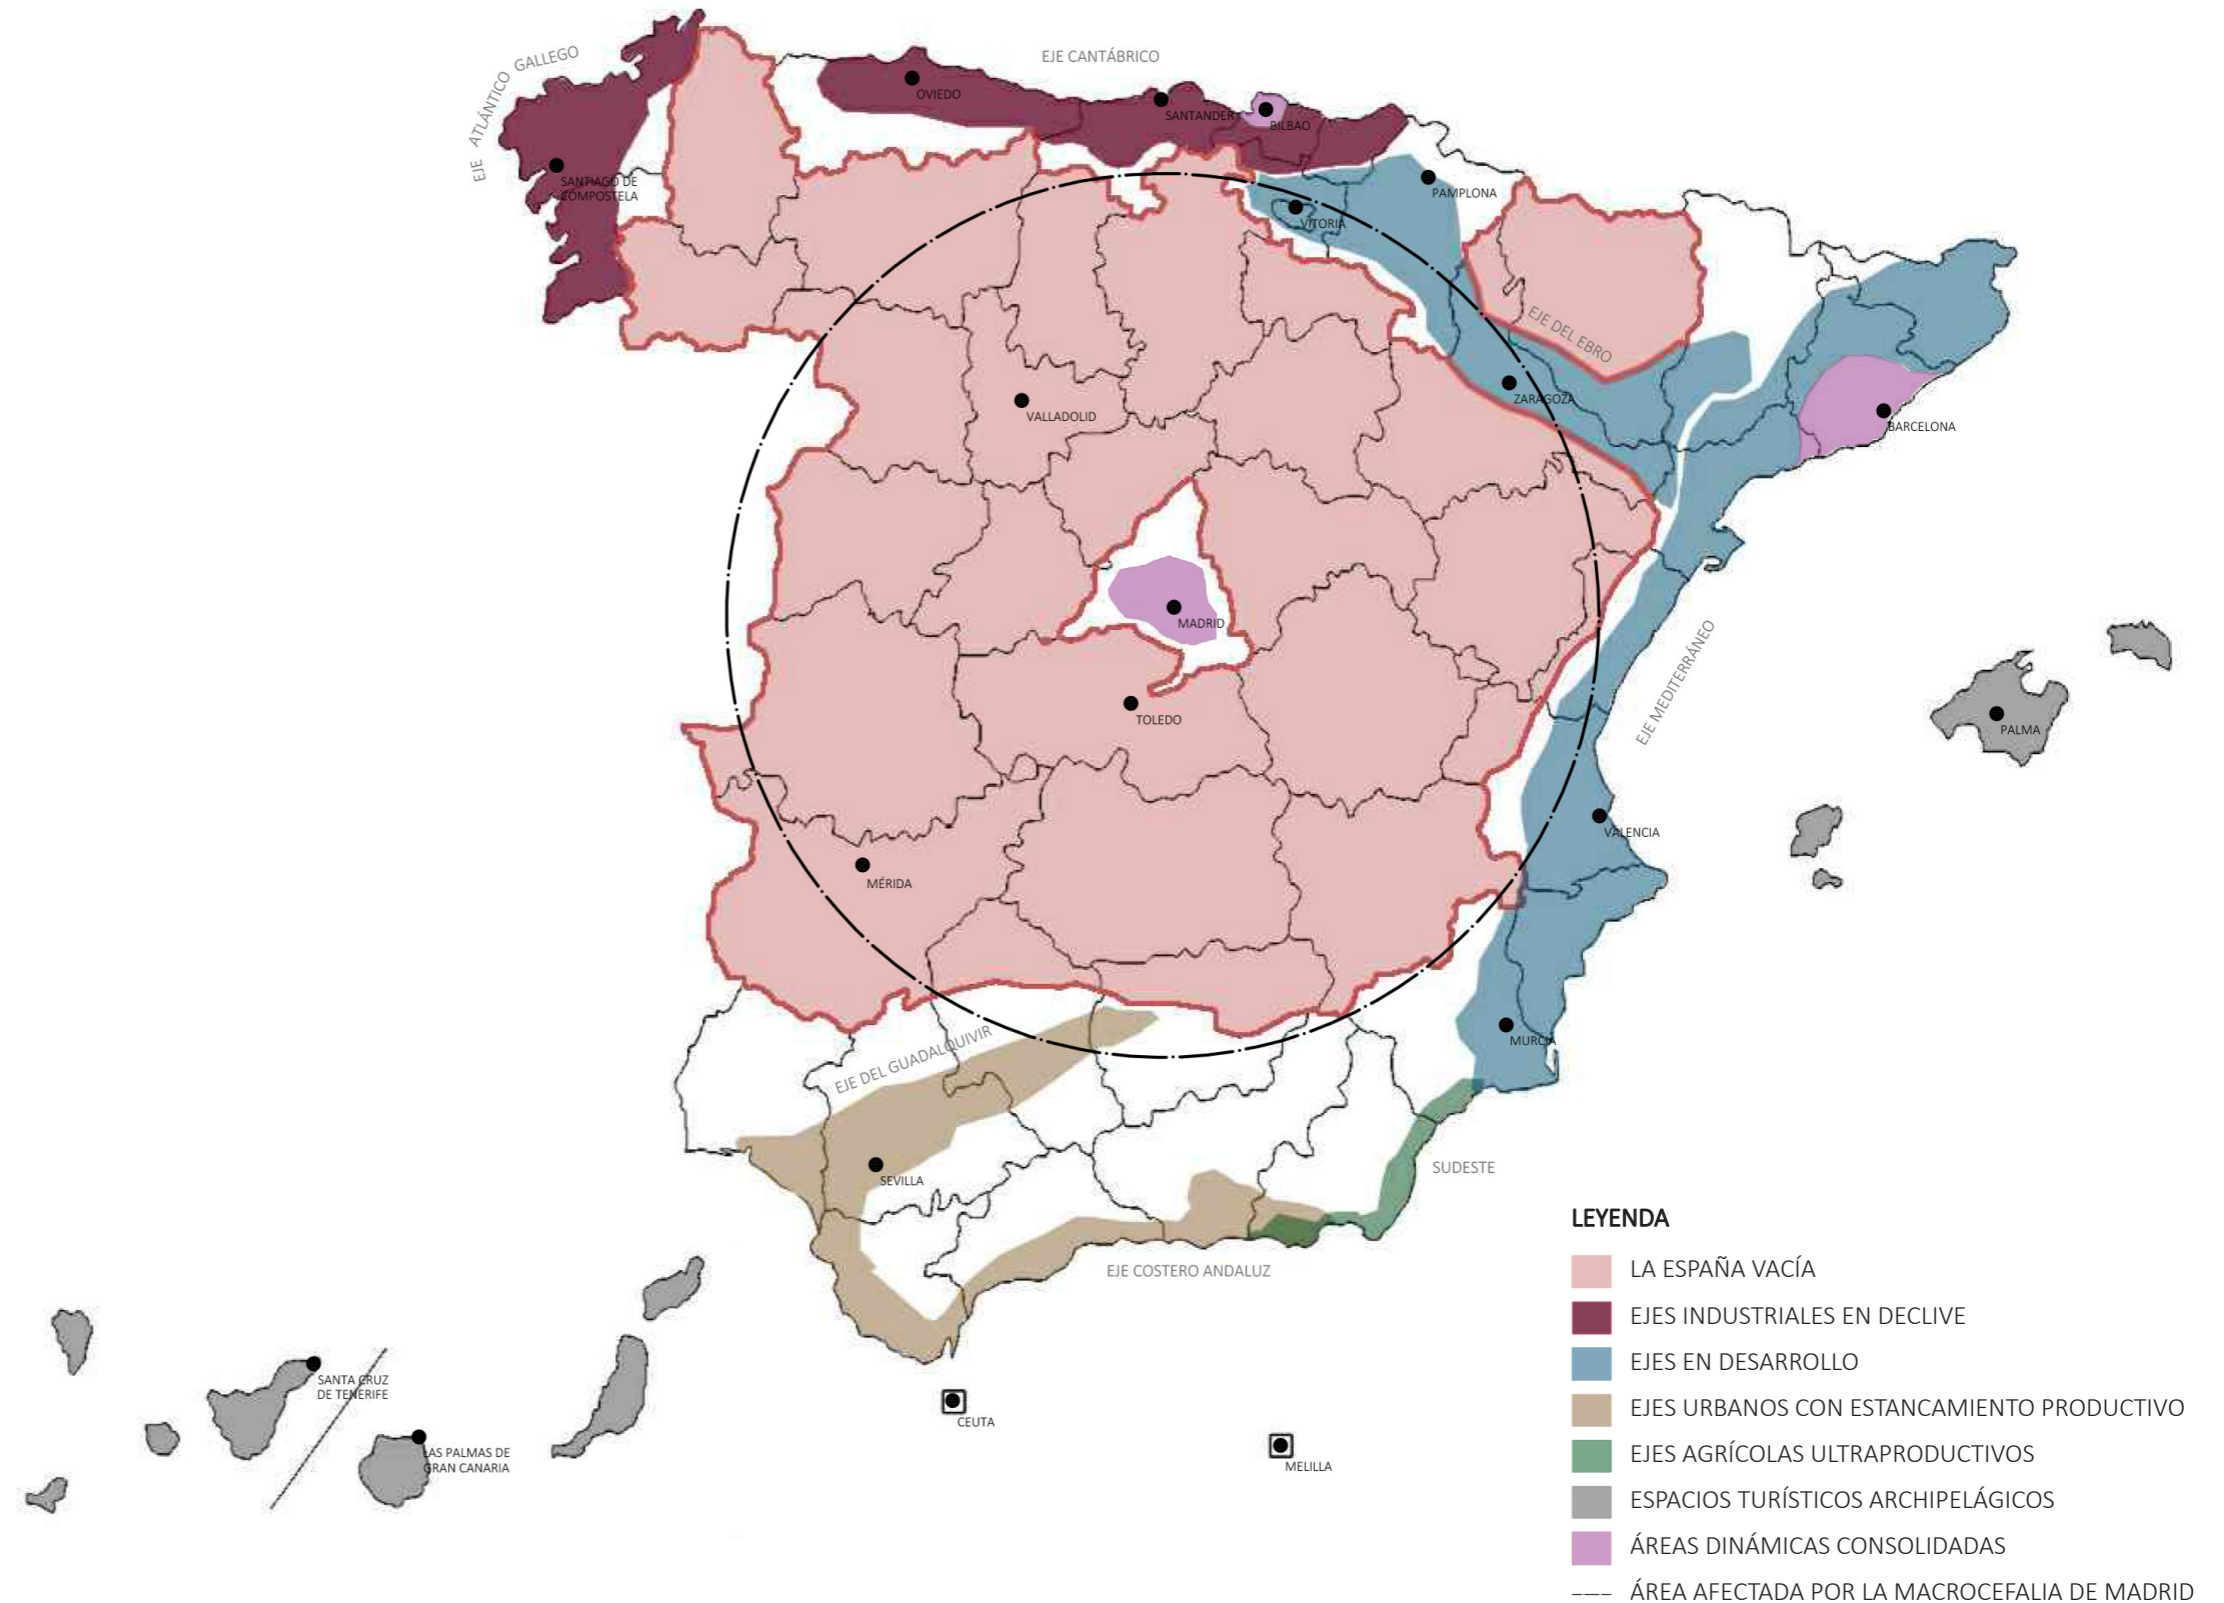 EJE CANTÁBRICO
EJE ATLÁNTICO GALLEGO
OVIEDO
SANTANDER
BILBAO
SANTIAGO DE
COMPOSTELA
PAMPLONA
VITORIA
EJE DEL EBRO
ZARAGOZA
VALLADOLID
BARCELONA
MADRID
EJE MEDITERRÁNEO
TOLEDO
PALMA
VALENCIA
MÉRIDA
EJE DEL GUADALQUIVIR
MURCIA
SEVILLA
SUDESTE
EJE COSTERO ANDALUZ
SANTA CRUZ
DE TENERIFE
LAS PALMAS DE
GRAN CANARIA
CEUTA
MELILLA
LEYENDA
LA ESPAÑA VACÍA
EJES INDUSTRIALES EN DECLIVE
EJES EN DESARROLLO
EJES URBANOS CON ESTANCAMIENTO PRODUCTIVO
EJES AGRÍCOLAS ULTRAPRODUCTIVOS
ESPACIOS TURÍSTICOS ARCHIPELÁGICOS
ÁREAS DINÁMICAS CONSOLIDADAS
ÁREA AFECTADA POR LA MACROCEFALIA DE MADRID